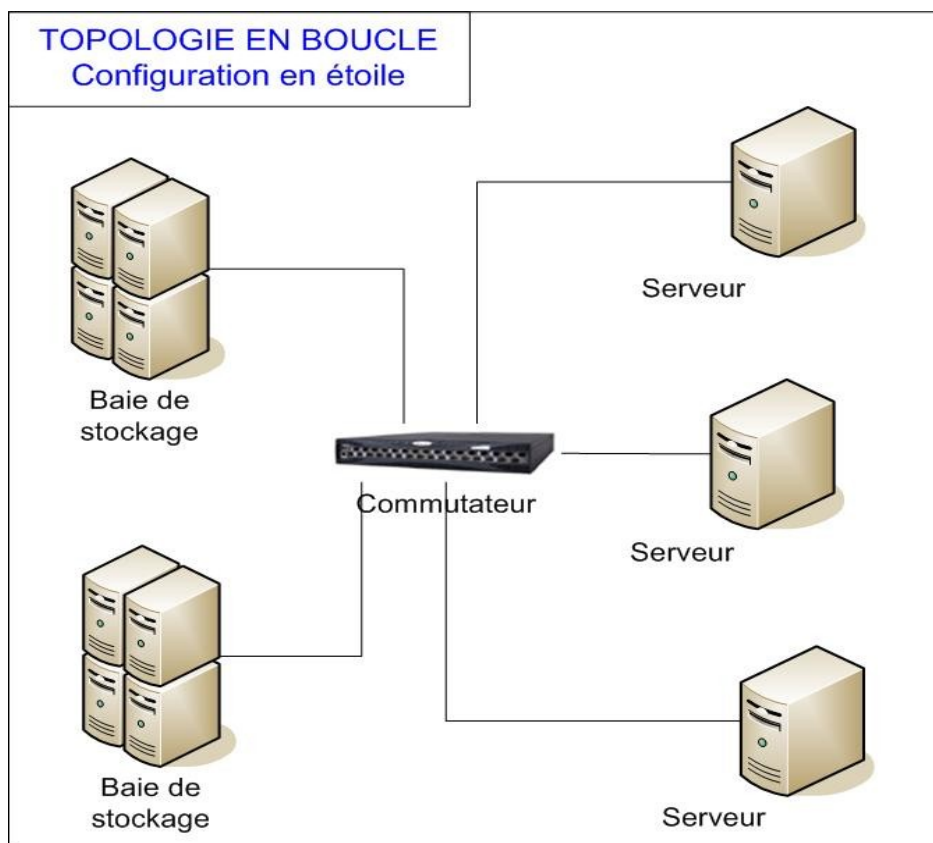 TOPOLOGIE EN BOUCLE
Configuration en étoile
Serveur
Baie de
stockage
Commutateur
Serveur
Baie de
stockage
Serveur